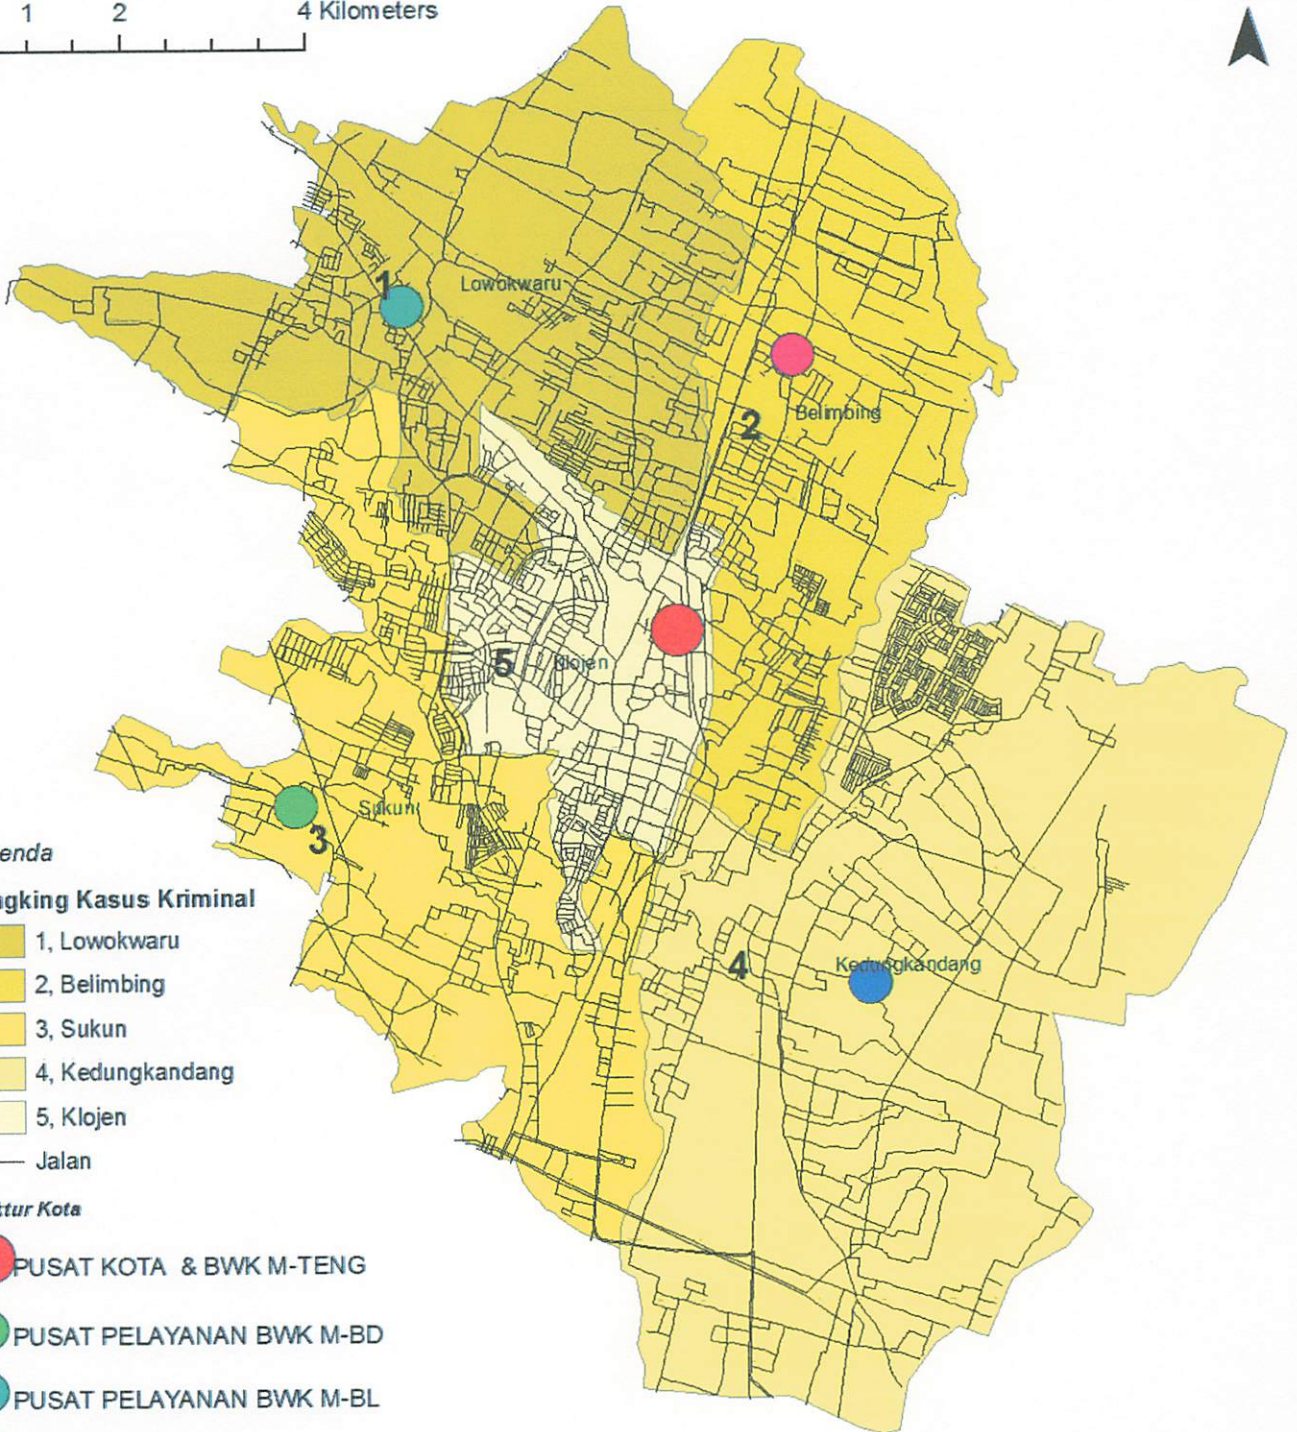 1 2 4 Kilometers
1
Lowokwaru
2
Belimbing
5
Klojen
Sukun
3
4
Kedungkandang
enda
gking Kasus Kriminal
1, Lowokwaru
2, Belimbing
3, Sukun
4, Kedungkandang
5, Klojen
Jalan
tur Kota
PUSAT KOTA & BWK M-TENG
PUSAT PELAYANAN BWK M-BD
PUSAT PELAYANAN BWK M-BL